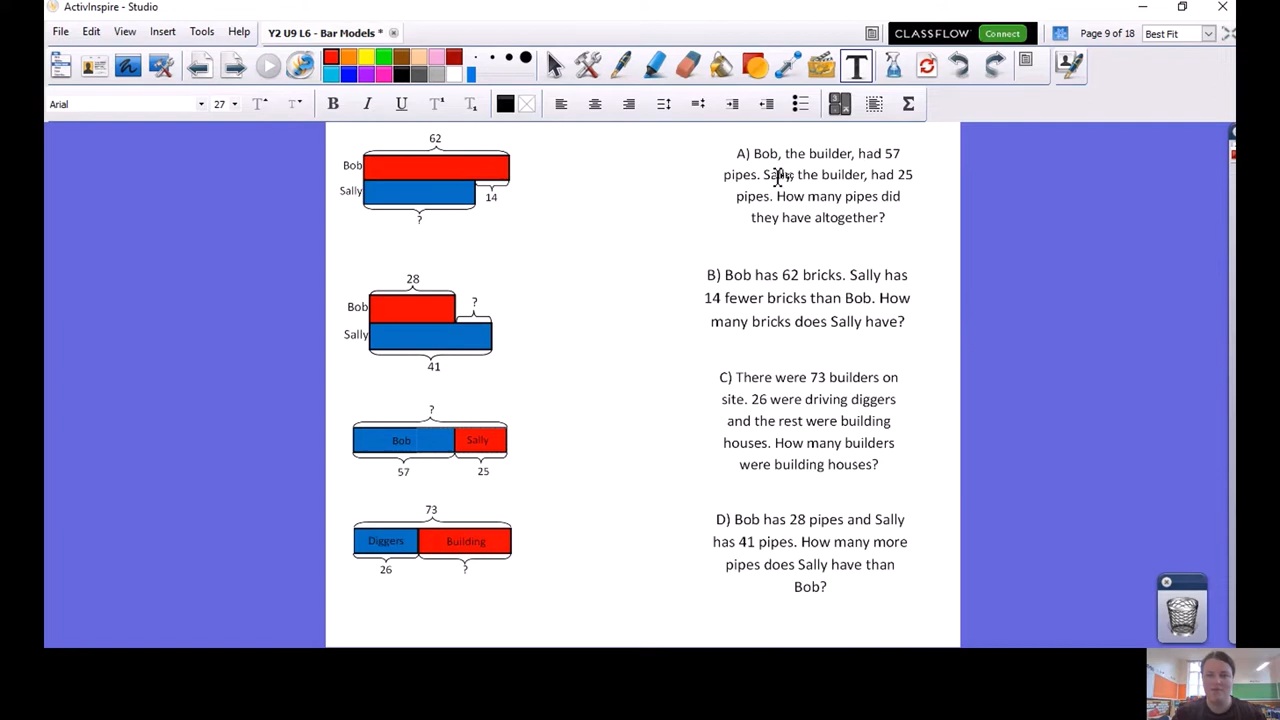 ActivInspire - Studio
File Edit View Insert Tools Help
Y2 U9 L6 - Bar Models *
CLASSFLOW Connect
Page 9 of 18
Best Fit
Arial 27
62
Bob
Sally
14
?
28
Bob
?
Sally
41
?
Bob Sally
57 25
73
Diggers Building
26 ?
A) Bob, the builder, had 57
pipes. Sally, the builder, had 25
pipes. How many pipes did
they have altogether?
B) Bob has 62 bricks. Sally has
14 fewer bricks than Bob. How
many bricks does Sally have?
C) There were 73 builders on
site. 26 were driving diggers
and the rest were building
houses. How many builders
were building houses?
D) Bob has 28 pipes and Sally
has 41 pipes. How many more
pipes does Sally have than
Bob?